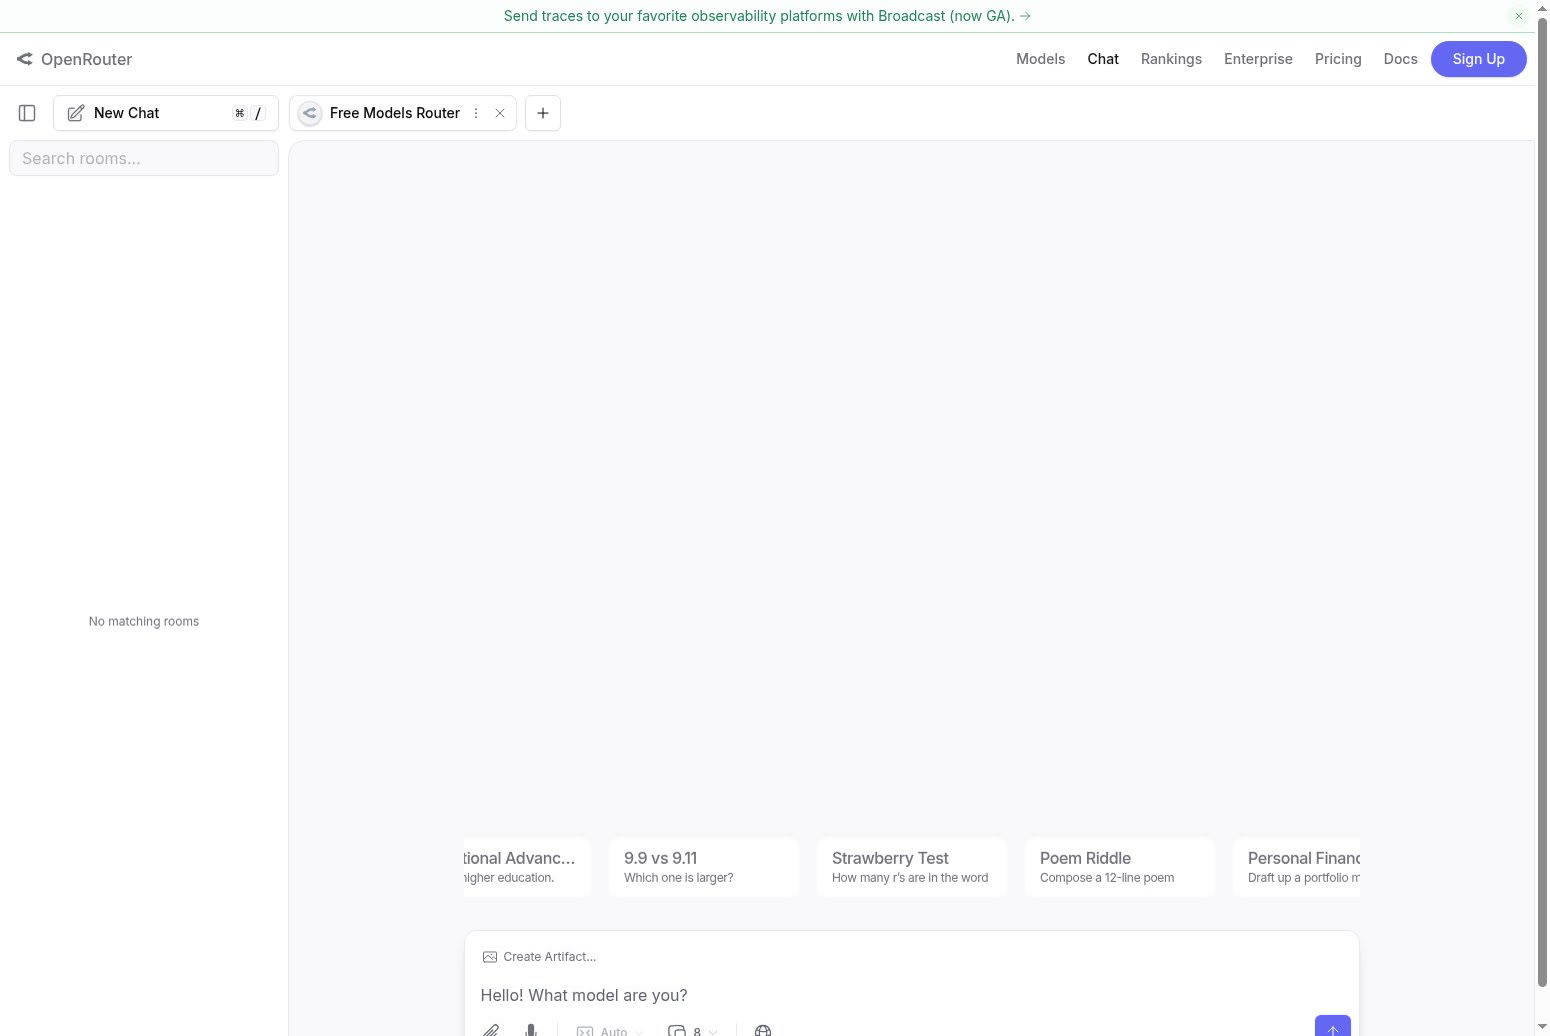 Send traces to your favorite observability platforms with Broadcast (now GA). →
OpenRouter
Models
Chat
Rankings
Enterprise
Pricing
Docs
Sign Up
New Chat
⌘ /
Free Models Router
Search rooms...
No matching rooms
tional Advanc...
higher education.
9.9 vs 9.11
Which one is larger?
Strawberry Test
How many r's are in the word
Poem Riddle
Compose a 12-line poem
Personal Financ
Draft up a portfolio m
Create Artifact...
Hello! What model are you?
Auto
8